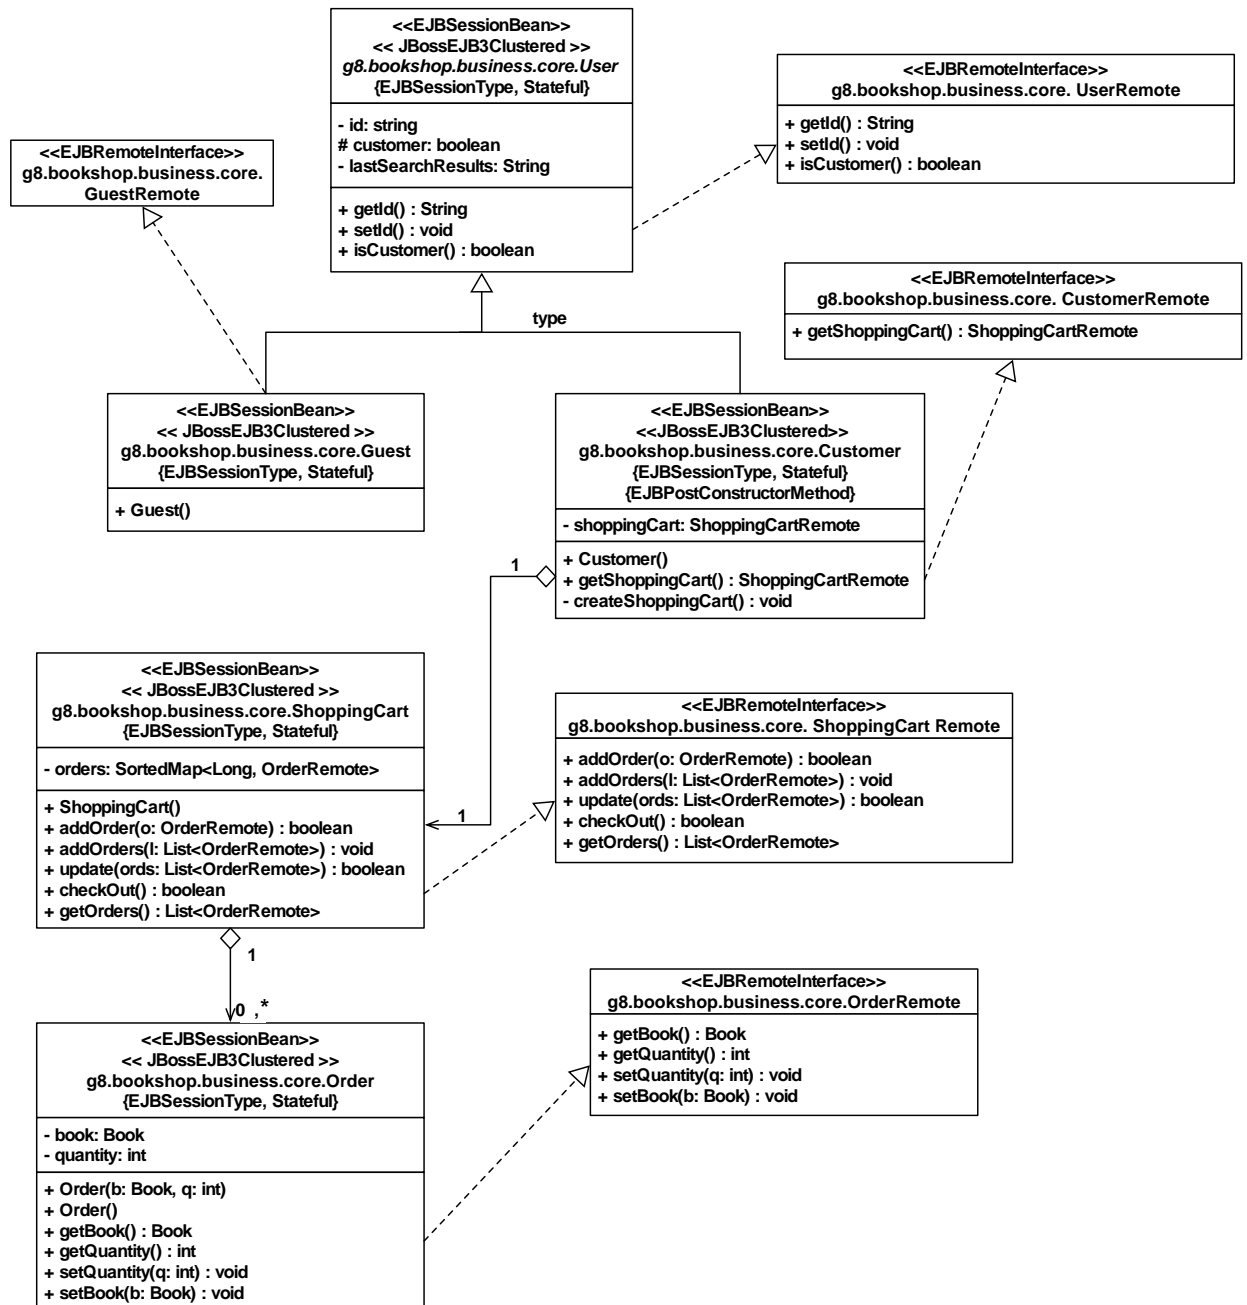 <<EJBSessionBean>>
<< JBossEJB3Clustered >>
g8.bookshop.business.core.User
{EJBSessionType, Stateful}
- id: string
# customer: boolean
- lastSearchResults: String
+ getId() : String
+ setId() : void
+ isCustomer() : boolean
<<EJBRemoteInterface>>
g8.bookshop.business.core. UserRemote
+ getId() : String
+ setId() : void
+ isCustomer() : boolean
<<EJBRemoteInterface>>
g8.bookshop.business.core.
GuestRemote
<<EJBRemoteInterface>>
g8.bookshop.business.core. CustomerRemote
+ getShoppingCart() : ShoppingCartRemote
type
<<EJBSessionBean>>
<< JBossEJB3Clustered >>
g8.bookshop.business.core.Guest
{EJBSessionType, Stateful}
+ Guest()
<<EJBSessionBean>>
<<JBossEJB3Clustered>>
g8.bookshop.business.core.Customer
{EJBSessionType, Stateful}
{EJBPostConstructorMethod}
- shoppingCart: ShoppingCartRemote
+ Customer()
+ getShoppingCart() : ShoppingCartRemote
- createShoppingCart() : void
1
1
<<EJBSessionBean>>
<< JBossEJB3Clustered >>
g8.bookshop.business.core.ShoppingCart
{EJBSessionType, Stateful}
- orders: SortedMap<Long, OrderRemote>
+ ShoppingCart()
+ addOrder(o: OrderRemote) : boolean
+ addOrders(l: List<OrderRemote>) : void
+ update(ords: List<OrderRemote>) : boolean
+ checkOut() : boolean
+ getOrders() : List<OrderRemote>
<<EJBRemoteInterface>>
g8.bookshop.business.core. ShoppingCart Remote
+ addOrder(o: OrderRemote) : boolean
+ addOrders(l: List<OrderRemote>) : void
+ update(ords: List<OrderRemote>) : boolean
+ checkOut() : boolean
+ getOrders() : List<OrderRemote>
1
0 ,*
<<EJBSessionBean>>
<< JBossEJB3Clustered >>
g8.bookshop.business.core.Order
{EJBSessionType, Stateful}
- book: Book
- quantity: int
+ Order(b: Book, q: int)
+ Order()
+ getBook() : Book
+ getQuantity() : int
+ setQuantity(q: int) : void
+ setBook(b: Book) : void
<<EJBRemoteInterface>>
g8.bookshop.business.core.OrderRemote
+ getBook() : Book
+ getQuantity() : int
+ setQuantity(q: int) : void
+ setBook(b: Book) : void